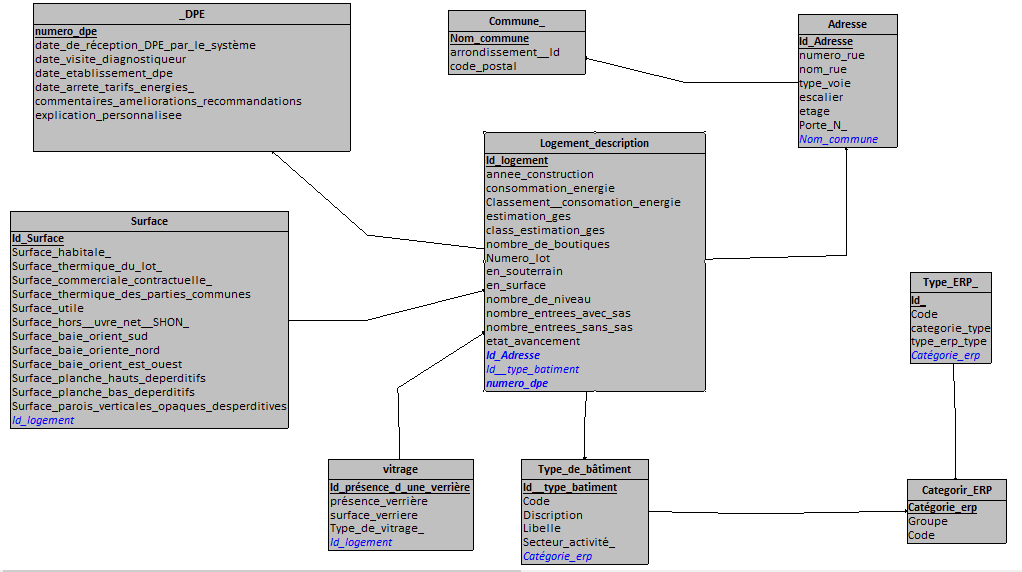 _DPE
numero_dpe
date_de_réception_DPE_par_le_système
date_visite_diagnostiqueur
date_etablissement_dpe
date_arrete_tarifs_energies_
commentaires_ameliorations_recommandations
explication_personnalisee
Commune_
Nom_commune
arrondissement__Id
code_postal
Adresse
Id_Adresse
numero_rue
nom_rue
type_voie
escalier
etage
Porte_N_
Nom_commune
Logement_description
Id_logement
annee_construction
consommation_energie
Classement__consomation_energie
estimation_ges
class_estimation_ges
nombre_de_boutiques
Numero_lot
en_souterrain
en_surface
nombre_de_niveau
nombre_entrees_avec_sas
nombre_entrees_sans_sas
etat_avancement
Id_Adresse
Id__type_batiment
numero_dpe
Surface
Id_Surface
Surface_habitale_
Surface_thermique_du_lot_
Surface_commerciale_contractuelle_
Surface_thermique_des_parties_communes
Surface_utile
Surface_hors__uvre_net__SHON_
Surface_baie_orient_sud
Surface_baie_oriente_nord
Surface_baie_orient_est_ouest
Surface_planche_hauts_deperditifs
Surface_planche_bas_deperditifs
Surface_parois_verticales_opaques_desperditives
Id_logement
Type_ERP_
Id_
Code
categorie_type
type_erp_type
Catégorie_erp
vitrage
Id_présence_d_une_verrière
présence_verrière
surface_verriere
Type_de_vitrage_
Id_logement
Type_de_bâtiment
Id__type_batiment
Code
Discription
Libelle
Secteur_activité_
Catégorie_erp
Categorir_ERP
Catégorie_erp
Groupe
Code